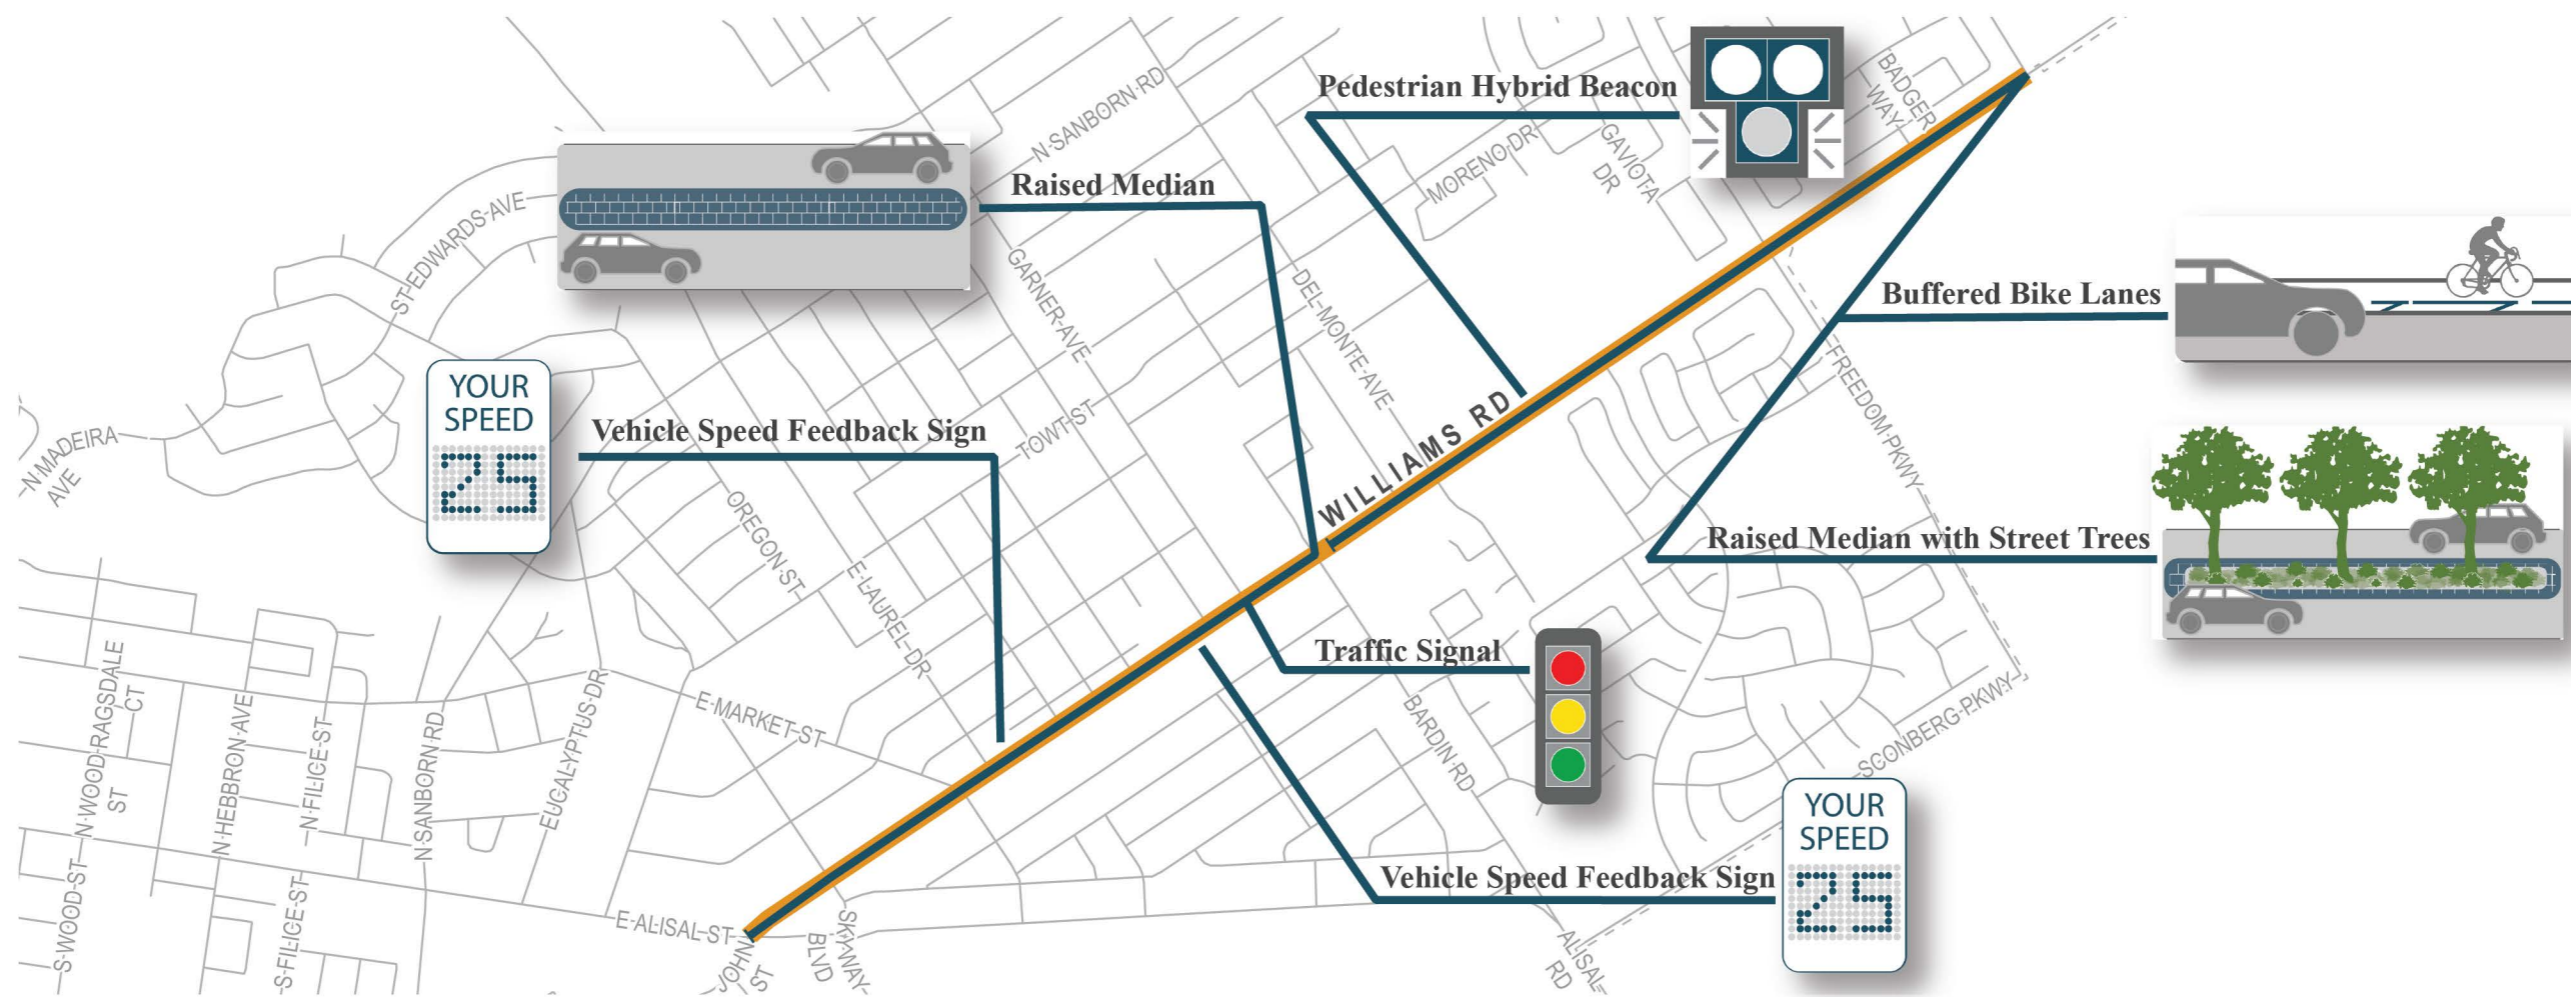 Pedestrian Hybrid Beacon
BADGER
WAY
N SANBORN RD
MORENO DR
GAVIOTA
DR
Raised Median
ST EDWARDS AVE
GARNER AVE
DEL MONTE AVE
Buffered Bike Lanes
FREEDOM PKWY
YOUR
SPEED
25
Vehicle Speed Feedback Sign
TOWT ST
WILLIAMS RD
N MADEIRA
AVE
OREGON ST
E LAUREL DR
Raised Median with Street Trees
Traffic Signal
N WOOD ST
RAGSDALE
CT
N HEBBRON AVE
N FILICE ST
N SANBORN RD
EUCALYPTUS DR
E MARKET ST
BARDIN RD
SCONBERG PKWY
YOUR
SPEED
25
Vehicle Speed Feedback Sign
S WOOD ST
S FILICE ST
E ALISAL ST
JOHN
ST
SKYWAY
BLVD
ALISAL
RD